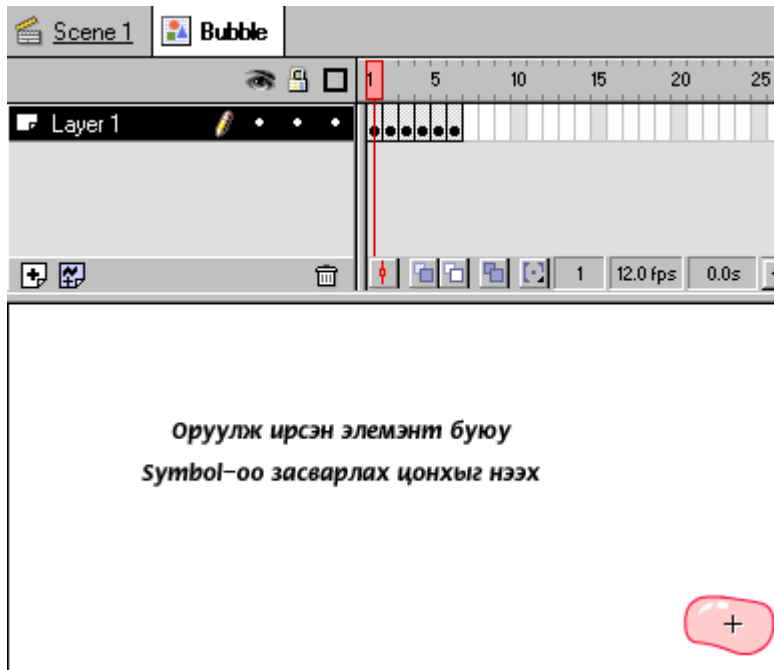 Scene 1 Bubble
1 5 10 15 20 25
Layer 1
1 12.0 fps 0.0s
Оруулж ирсэн элемэнт буюу
Symbol-оо засварлах цонхыг нээх